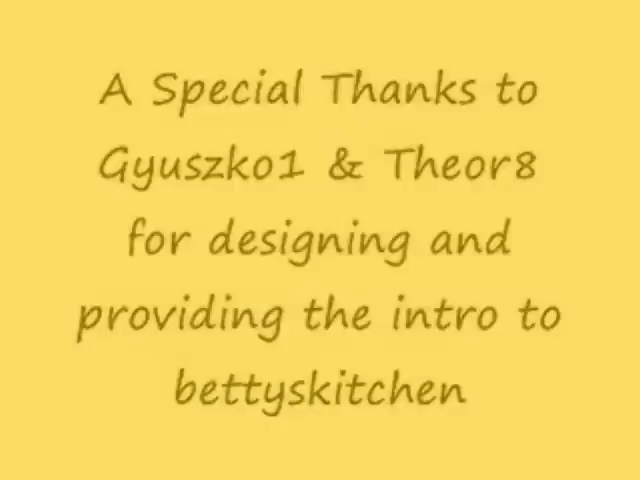 A Special Thanks to
Gyuszko1 & Theor8
for designing and
providing the intro to
bettyskitchen